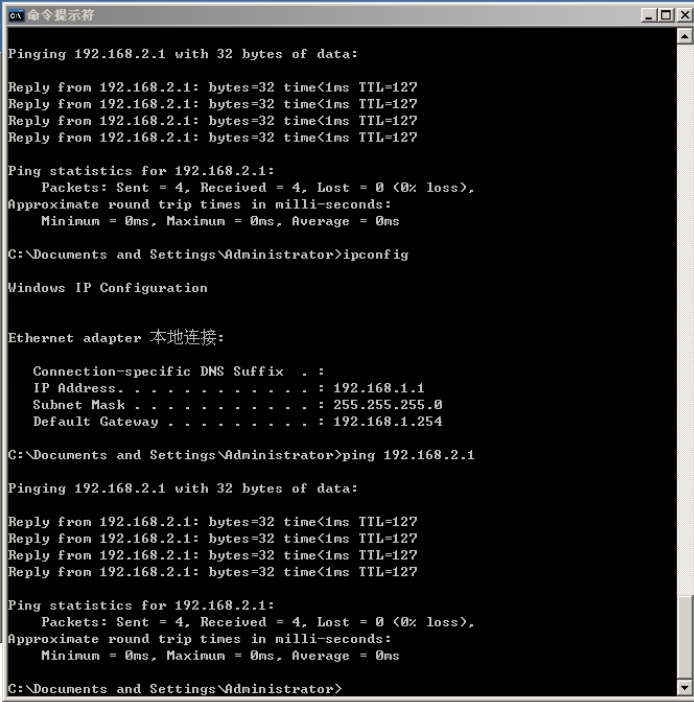 命令提示符
Pinging 192.168.2.1 with 32 bytes of data:
Reply from 192.168.2.1: bytes=32 time<1ms TTL=127
Reply from 192.168.2.1: bytes=32 time<1ms TTL=127
Reply from 192.168.2.1: bytes=32 time<1ms TTL=127
Reply from 192.168.2.1: bytes=32 time<1ms TTL=127
Ping statistics for 192.168.2.1:
    Packets: Sent = 4, Received = 4, Lost = 0 (0% loss),
Approximate round trip times in milli-seconds:
    Minimum = 0ms, Maximum = 0ms, Average = 0ms
C:\Documents and Settings\Administrator>ipconfig
Windows IP Configuration
Ethernet adapter 本地连接:
   Connection-specific DNS Suffix  . :
   IP Address. . . . . . . . . . . . : 192.168.1.1
   Subnet Mask . . . . . . . . . . . : 255.255.255.0
   Default Gateway . . . . . . . . . : 192.168.1.254
C:\Documents and Settings\Administrator>ping 192.168.2.1
Pinging 192.168.2.1 with 32 bytes of data:
Reply from 192.168.2.1: bytes=32 time<1ms TTL=127
Reply from 192.168.2.1: bytes=32 time<1ms TTL=127
Reply from 192.168.2.1: bytes=32 time<1ms TTL=127
Reply from 192.168.2.1: bytes=32 time<1ms TTL=127
Ping statistics for 192.168.2.1:
    Packets: Sent = 4, Received = 4, Lost = 0 (0% loss),
Approximate round trip times in milli-seconds:
    Minimum = 0ms, Maximum = 0ms, Average = 0ms
C:\Documents and Settings\Administrator>